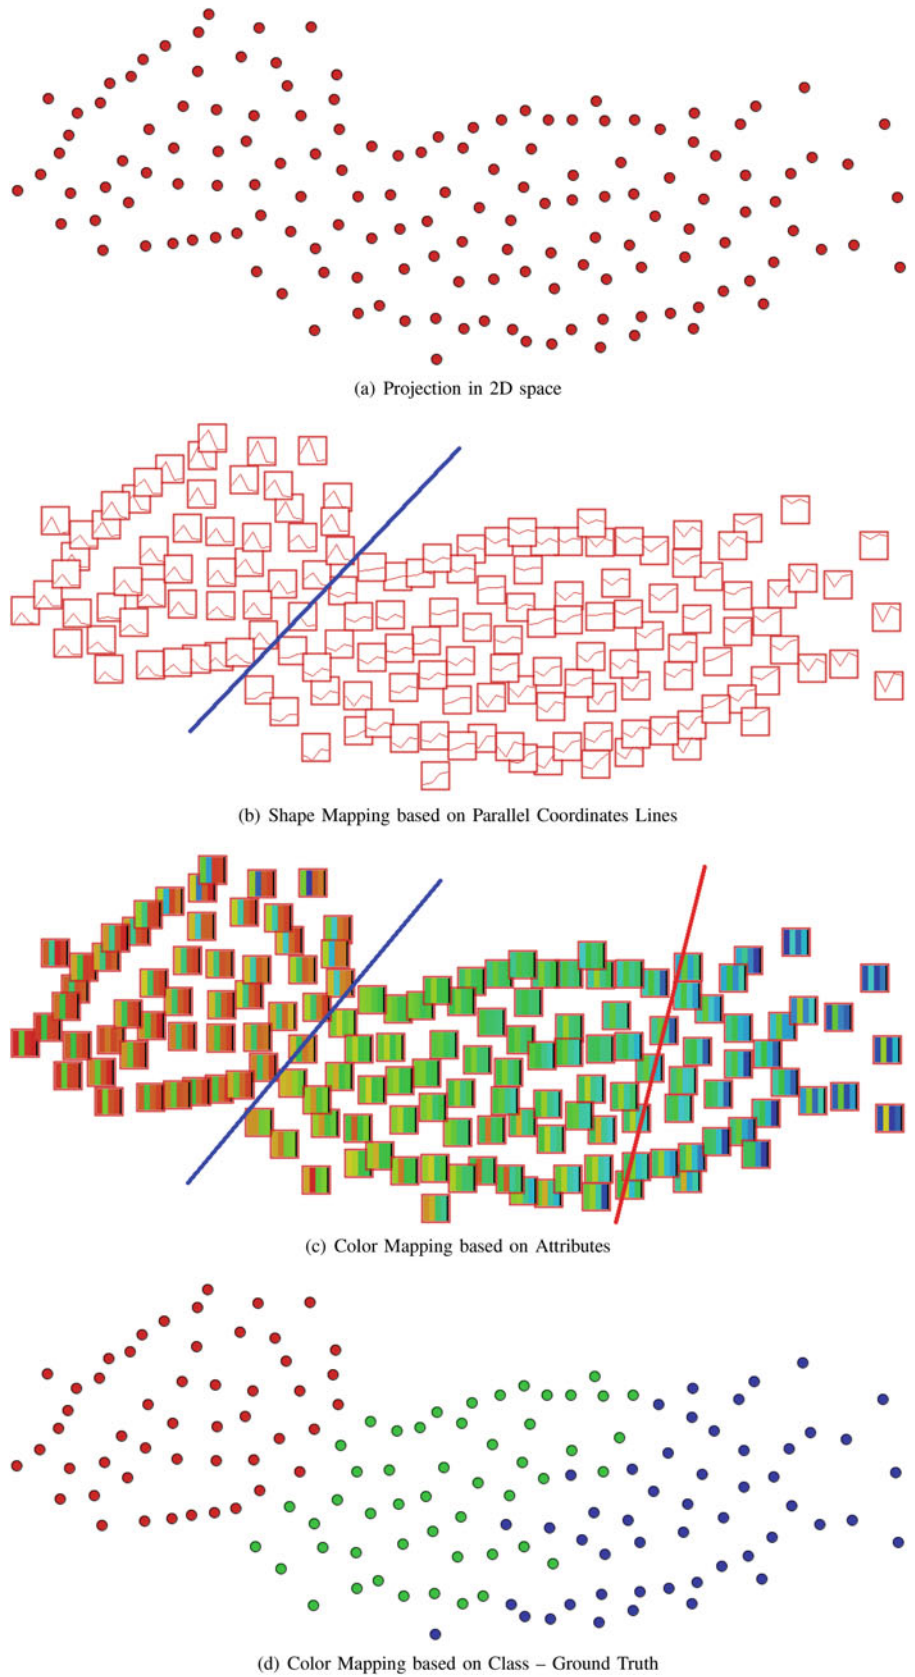 (a) Projection in 2D space
(b) Shape Mapping based on Parallel Coordinates Lines
(c) Color Mapping based on Attributes
(d) Color Mapping based on Class – Ground Truth